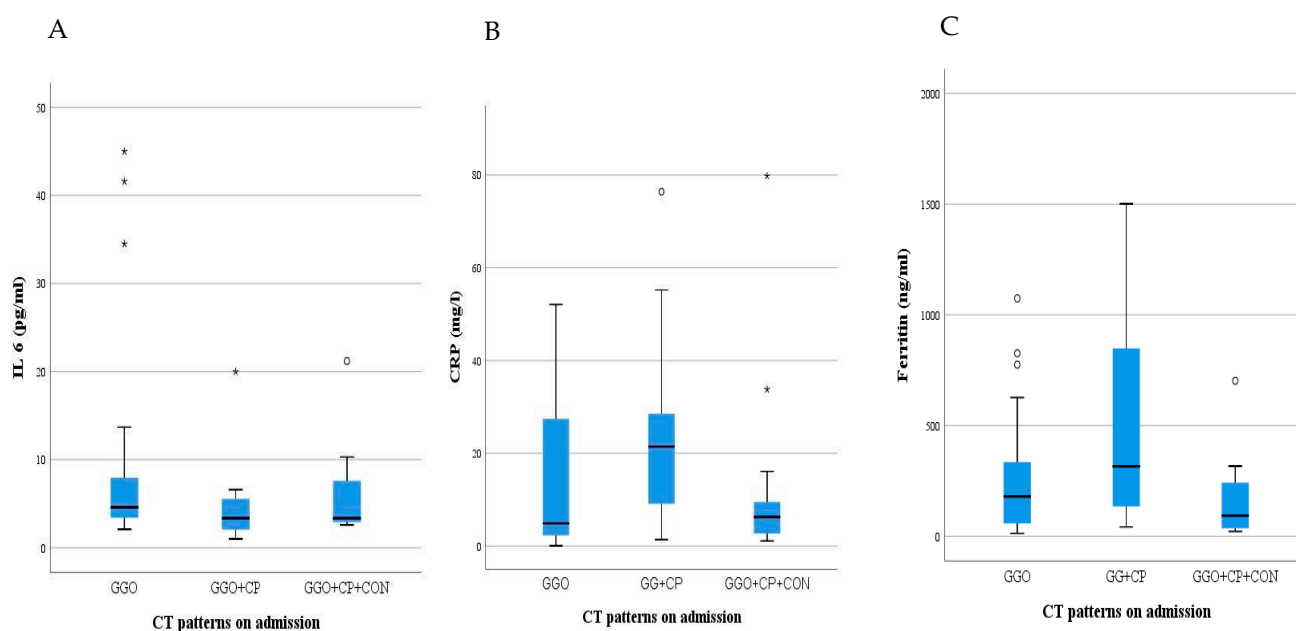 A
B
C
IL 6 (pg/ml)
50
40
30
20
10
0
GGO
GGO+CP
GGO+CP+CON
CT patterns on admission
CRP (mg/l)
80
60
40
20
0
GGO
GG+CP
GGO+CP+CON
CT patterns on admission
Ferritin (ng/ml)
2000
1500
1000
500
0
GGO
GG+CP
GGO+CP+CON
CT patterns on admission